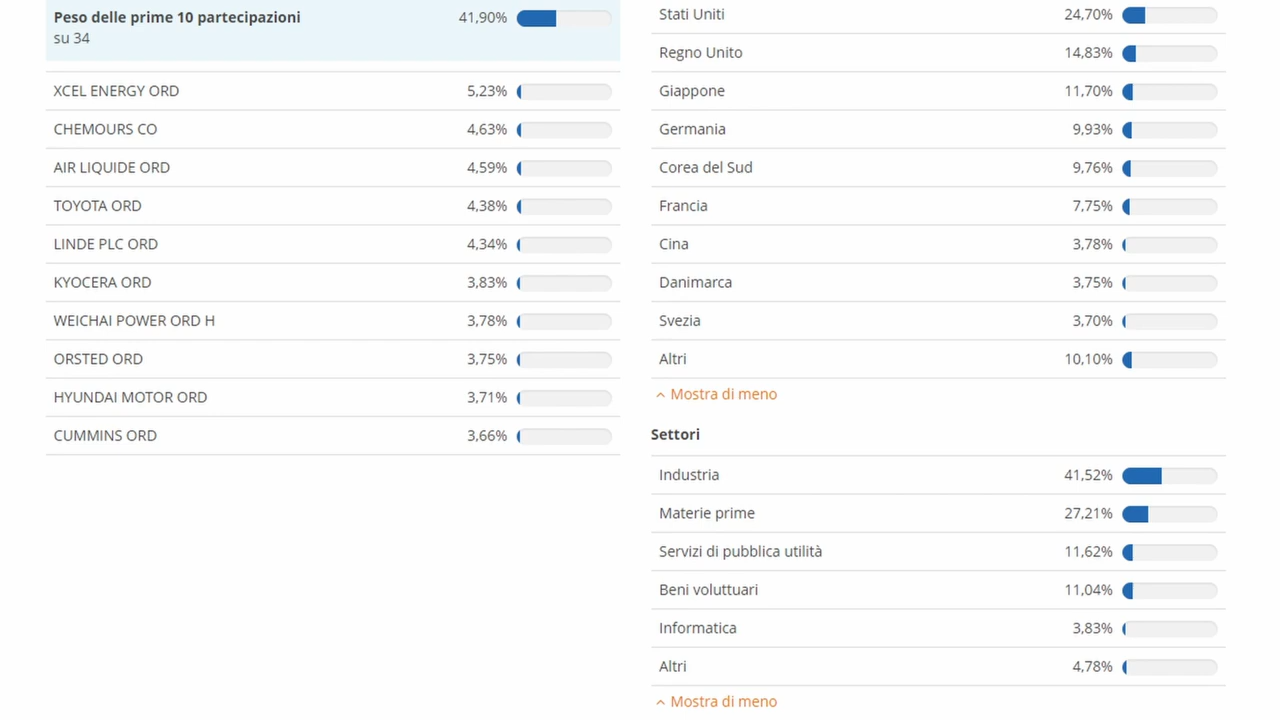 Peso delle prime 10 partecipazioni 41,90%
su 34
XCEL ENERGY ORD 5,23%
CHEMOURS CO 4,63%
AIR LIQUIDE ORD 4,59%
TOYOTA ORD 4,38%
LINDE PLC ORD 4,34%
KYOCERA ORD 3,83%
WEICHAI POWER ORD H 3,78%
ORSTED ORD 3,75%
HYUNDAI MOTOR ORD 3,71%
CUMMINS ORD 3,66%
Stati Uniti 24,70%
Regno Unito 14,83%
Giappone 11,70%
Germania 9,93%
Corea del Sud 9,76%
Francia 7,75%
Cina 3,78%
Danimarca 3,75%
Svezia 3,70%
Altri 10,10%
Mostra di meno
Settori
Industria 41,52%
Materie prime 27,21%
Servizi di pubblica utilità 11,62%
Beni voluttuari 11,04%
Informatica 3,83%
Altri 4,78%
Mostra di meno